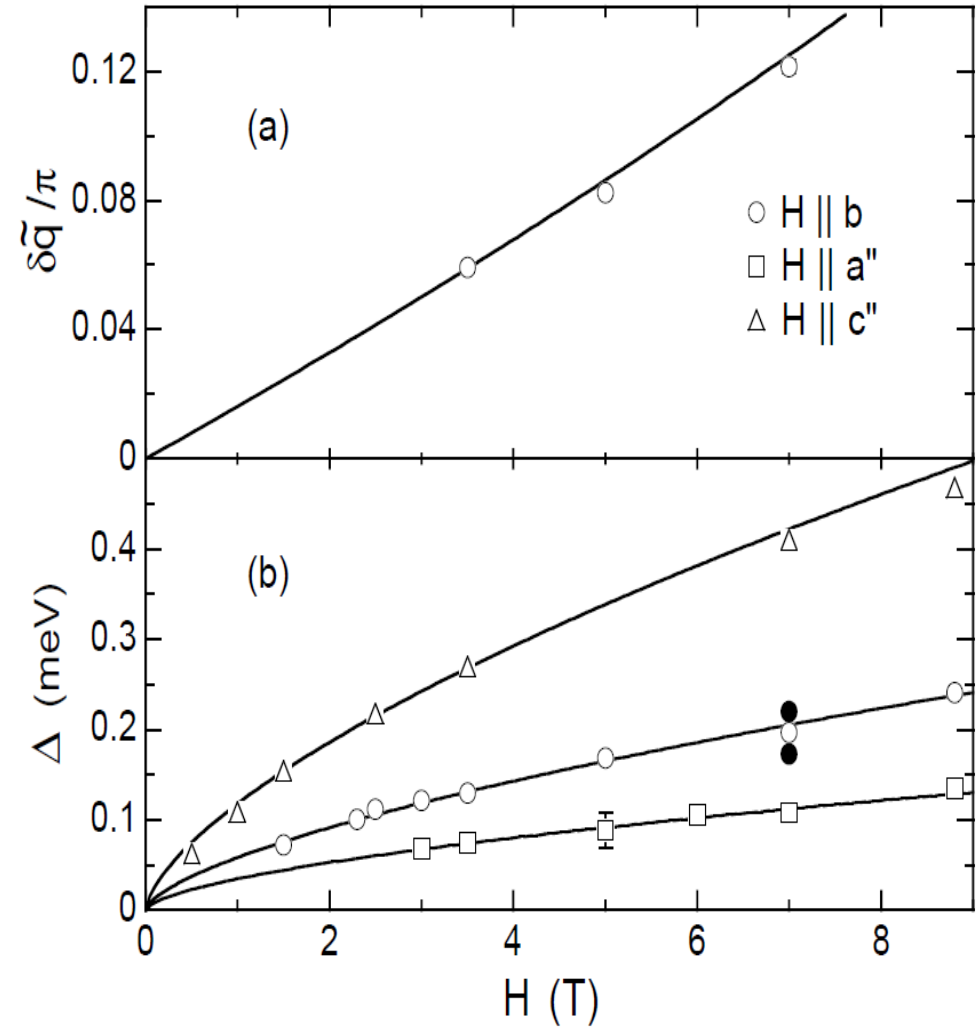 0.12
(a)
0.08
0.04
0
δq̃/π
H || b
H || a"
H || c"
(b)
0.4
0.3
0.2
0.1
0
Δ (meV)
0 2 4 6 8
H (T)